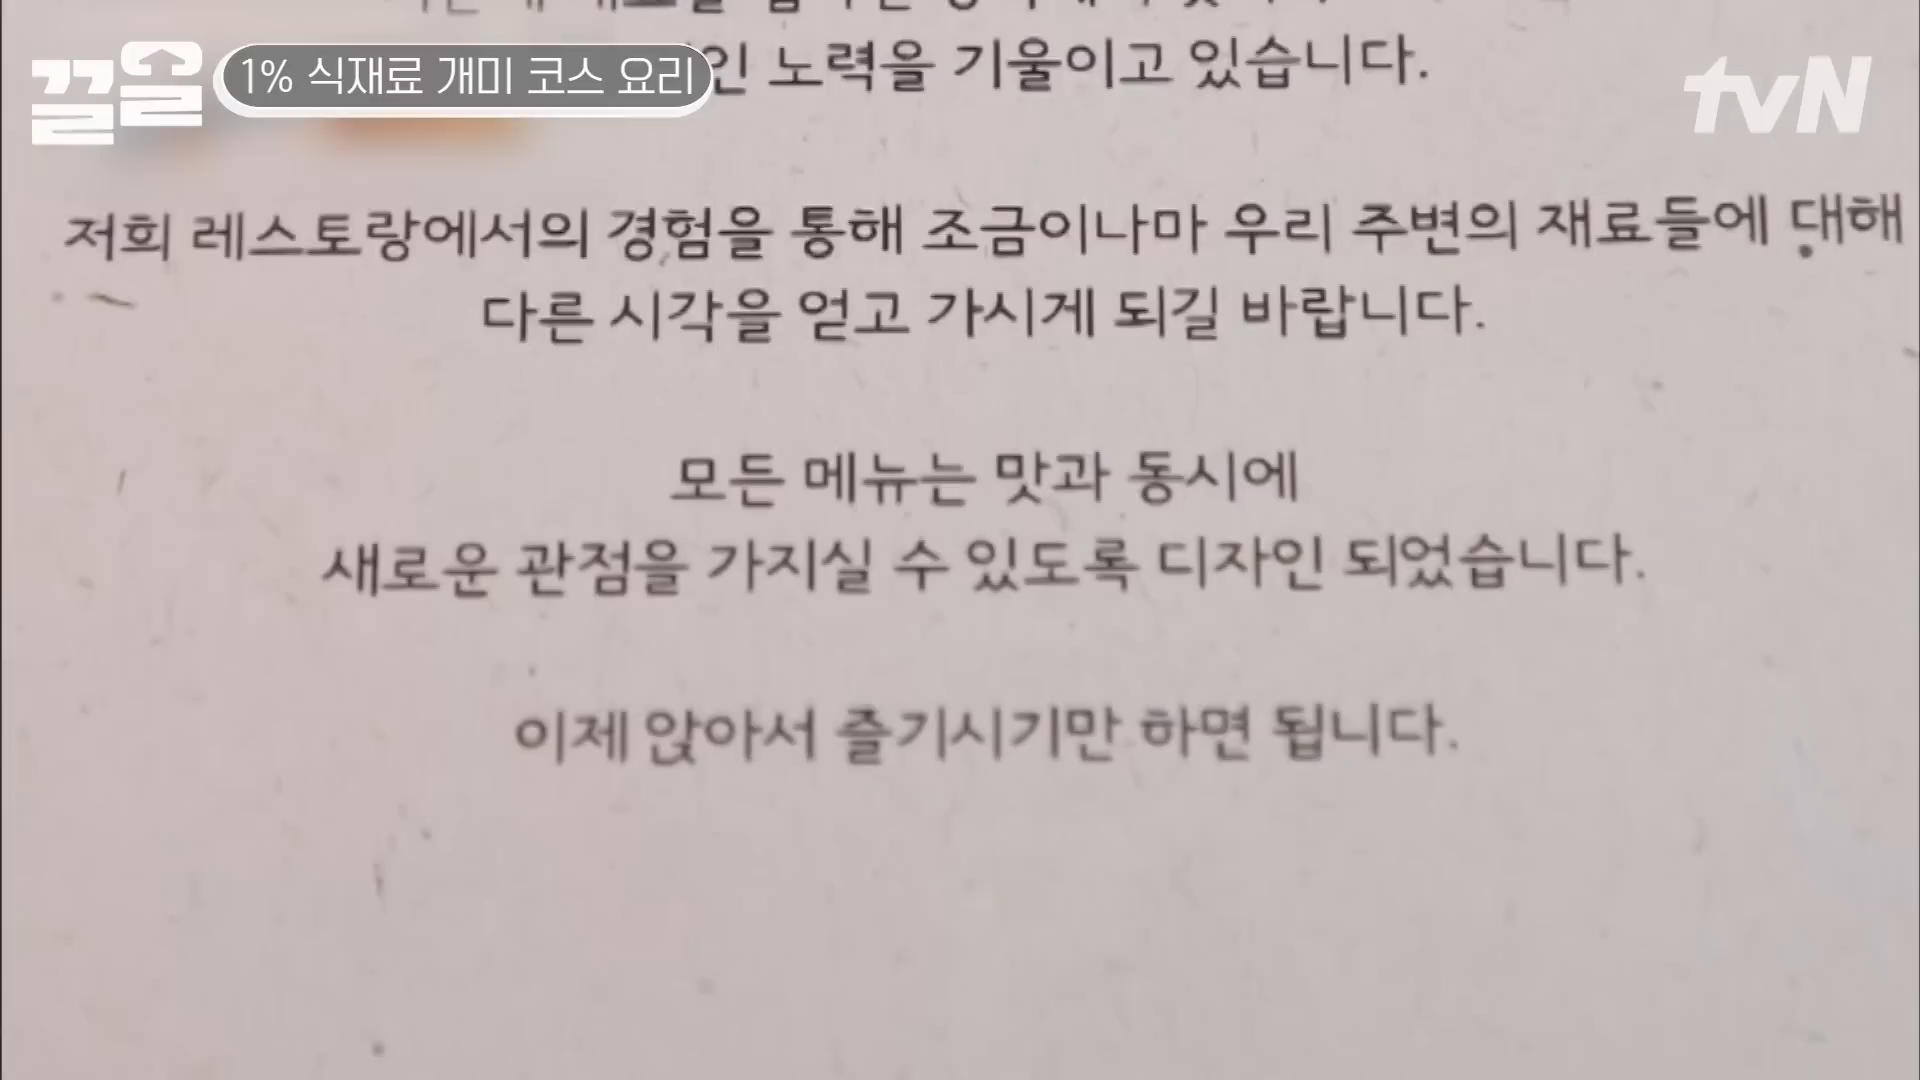 끌올
1% 식재료 개미 코스 요리
tvN
노력을 기울이고 있습니다.
저희 레스토랑에서의 경험을 통해 조금이나마 우리 주변의 재료들에 대해
다른 시각을 얻고 가시게 되길 바랍니다.
모든 메뉴는 맛과 동시에
새로운 관점을 가지실 수 있도록 디자인 되었습니다.
이제 앉아서 즐기시기만 하면 됩니다.